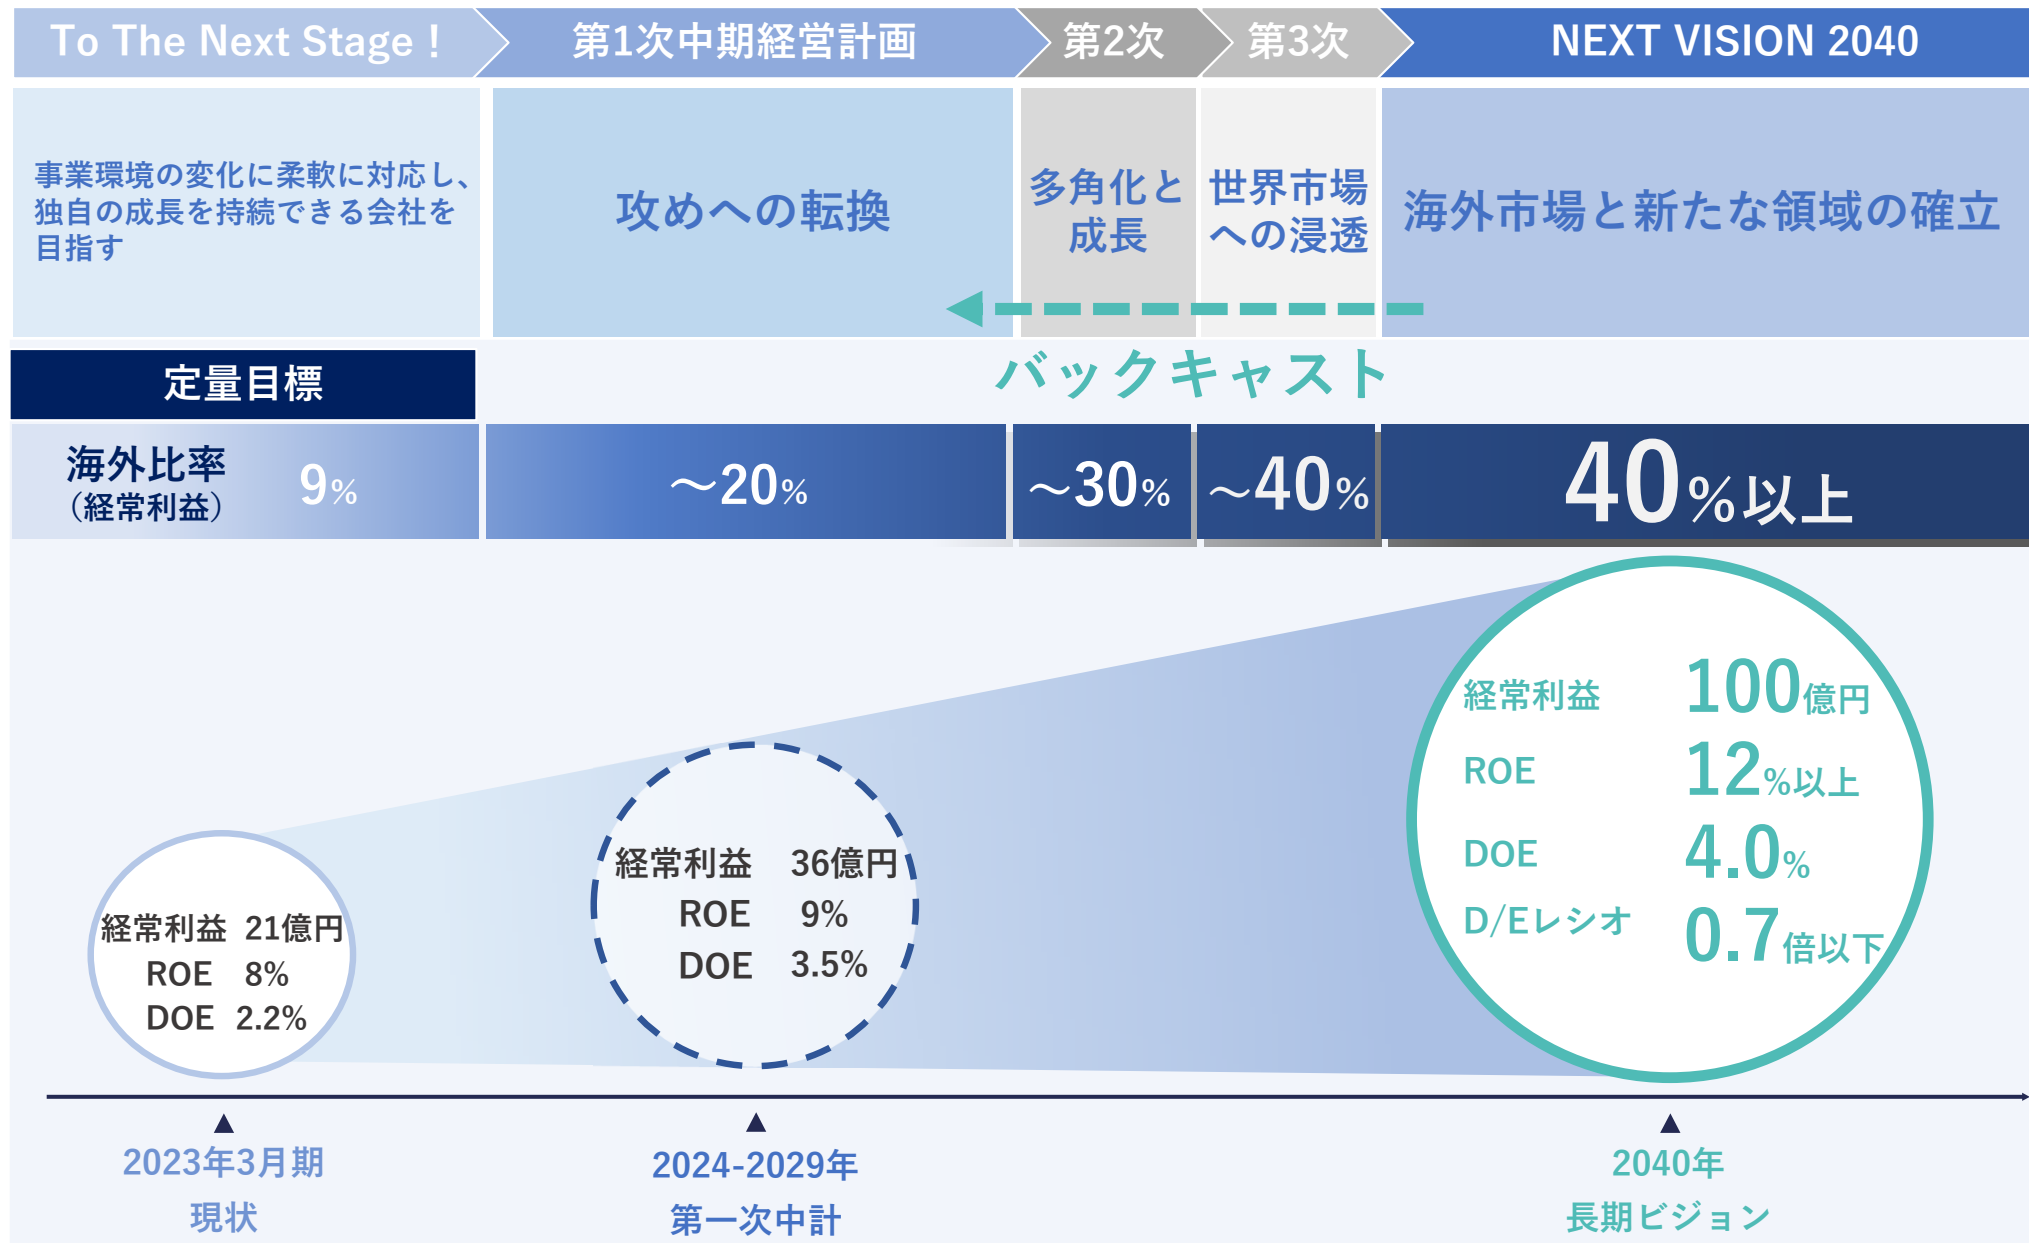 To The Next Stage！
第1次中期経営計画
第2次
第3次
NEXT VISION 2040
事業環境の変化に柔軟に対応し、
独自の成長を持続できる会社を
目指す
攻めへの転換
多角化と
成長
世界市場
への浸透
海外市場と新たな領域の確立
バックキャスト
定量目標
海外比率
（経常利益）
9%
～20%
～30%
～40%
40%以上
経常利益 21億円
ROE 8%
DOE 2.2%
経常利益 36億円
ROE 9%
DOE 3.5%
経常利益 100億円
ROE 12%以上
DOE 4.0%
D/Eレシオ 0.7倍以下
▲
2023年3月期
現状
▲
2024-2029年
第一次中計
▲
2040年
長期ビジョン